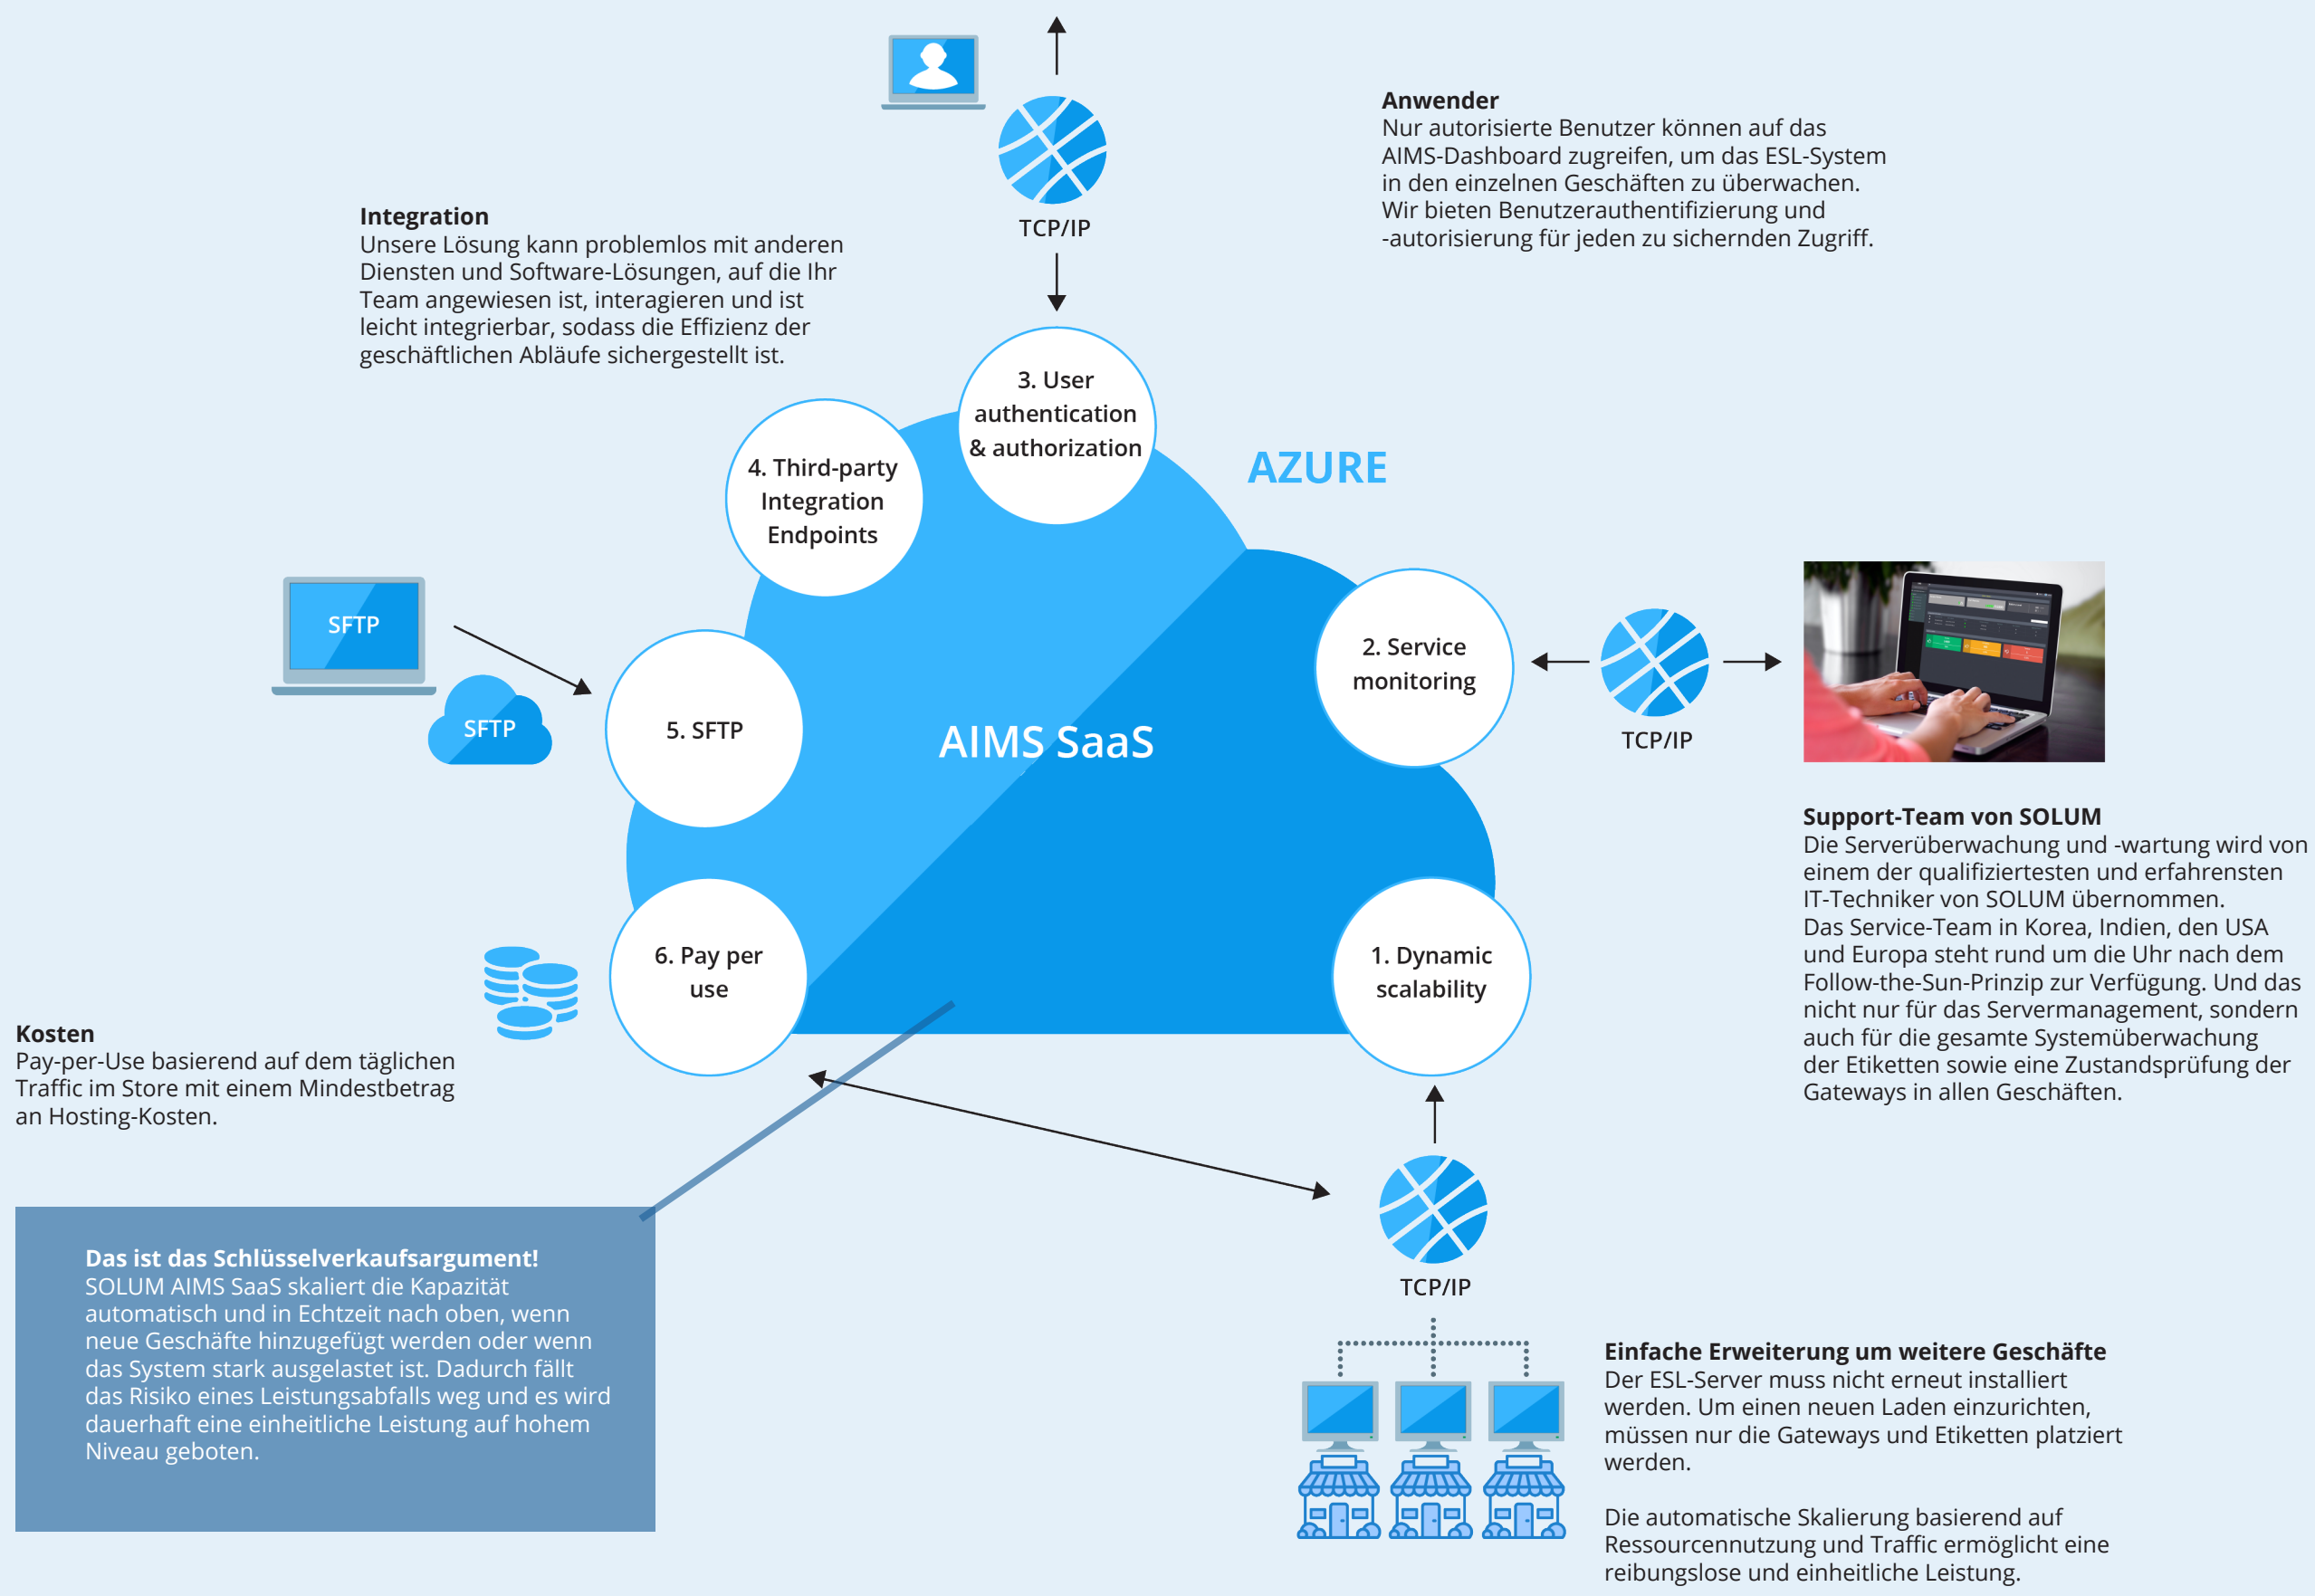 Anwender
Nur autorisierte Benutzer können auf das
AIMS-Dashboard zugreifen, um das ESL-System
in den einzelnen Geschäften zu überwachen.
Wir bieten Benutzerauthentifizierung und
-autorisierung für jeden zu sichernden Zugriff.
TCP/IP
Integration
Unsere Lösung kann problemlos mit anderen
Diensten und Software-Lösungen, auf die Ihr
Team angewiesen ist, interagieren und ist
leicht integrierbar, sodass die Effizienz der
geschäftlichen Abläufe sichergestellt ist.
3. User
authentication
& authorization
4. Third-party
Integration
Endpoints
AZURE
SFTP
SFTP
5. SFTP
AIMS SaaS
2. Service
monitoring
TCP/IP
Support-Team von SOLUM
Die Serverüberwachung und -wartung wird von
einem der qualifiziertesten und erfahrensten
IT-Techniker von SOLUM übernommen.
Das Service-Team in Korea, Indien, den USA
und Europa steht rund um die Uhr nach dem
Follow-the-Sun-Prinzip zur Verfügung. Und das
nicht nur für das Servermanagement, sondern
auch für die gesamte Systemüberwachung
der Etiketten sowie eine Zustandsprüfung der
Gateways in allen Geschäften.
6. Pay per
use
1. Dynamic
scalability
Kosten
Pay-per-Use basierend auf dem täglichen
Traffic im Store mit einem Mindestbetrag
an Hosting-Kosten.
Das ist das Schlüsselverkaufsargument!
SOLUM AIMS SaaS skaliert die Kapazität
automatisch und in Echtzeit nach oben, wenn
neue Geschäfte hinzugefügt werden oder wenn
das System stark ausgelastet ist. Dadurch fällt
das Risiko eines Leistungsabfalls weg und es wird
dauerhaft eine einheitliche Leistung auf hohem
Niveau geboten.
TCP/IP
Einfache Erweiterung um weitere Geschäfte
Der ESL-Server muss nicht erneut installiert
werden. Um einen neuen Laden einzurichten,
müssen nur die Gateways und Etiketten platziert
werden.
Die automatische Skalierung basierend auf
Ressourcennutzung und Traffic ermöglicht eine
reibungslose und einheitliche Leistung.